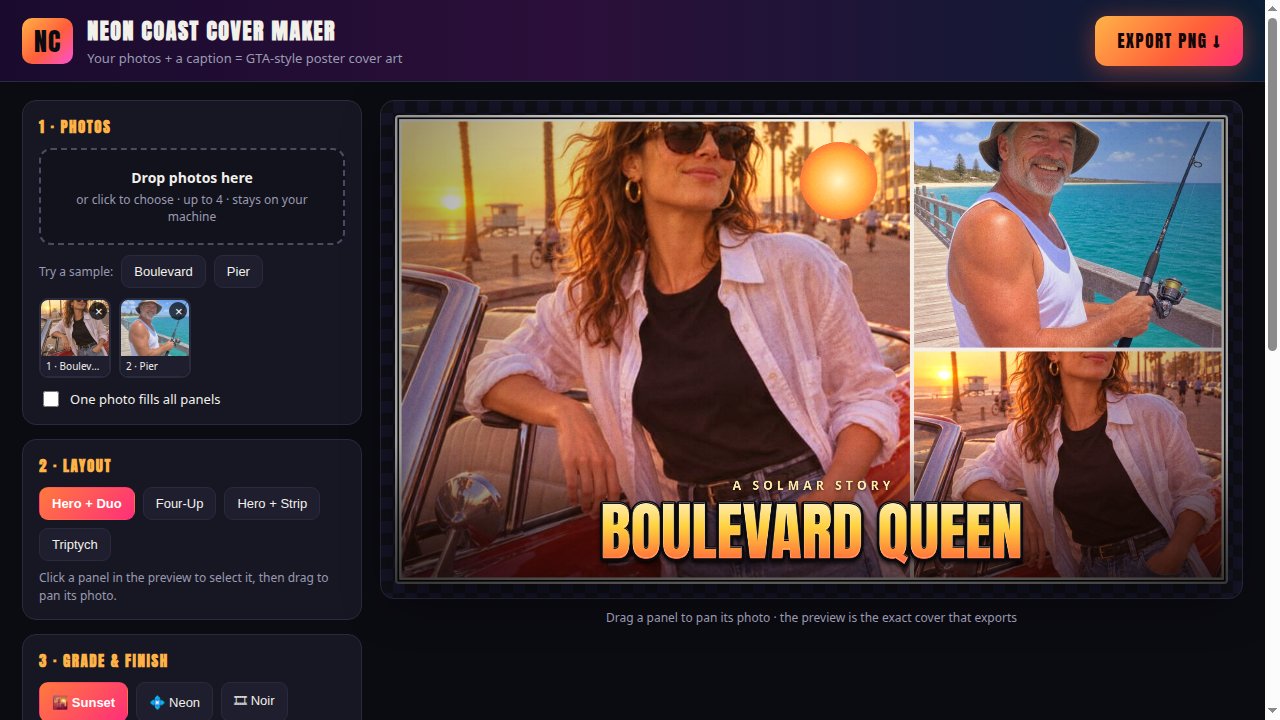 NC
NEON COAST COVER MAKER
Your photos + a caption = GTA-style poster cover art
EXPORT PNG ⬇
1 · PHOTOS
Drop photos here
or click to choose · up to 4 · stays on your
machine
Try a sample:
Boulevard
Pier
1 · Boulev...
2 · Pier
One photo fills all panels
2 · LAYOUT
Hero + Duo
Four-Up
Hero + Strip
Triptych
Click a panel in the preview to select it, then drag to
pan its photo.
3 · GRADE & FINISH
Sunset
Neon
Noir
A SOLMAR STORY
BOULEVARD QUEEN
Drag a panel to pan its photo · the preview is the exact cover that exports